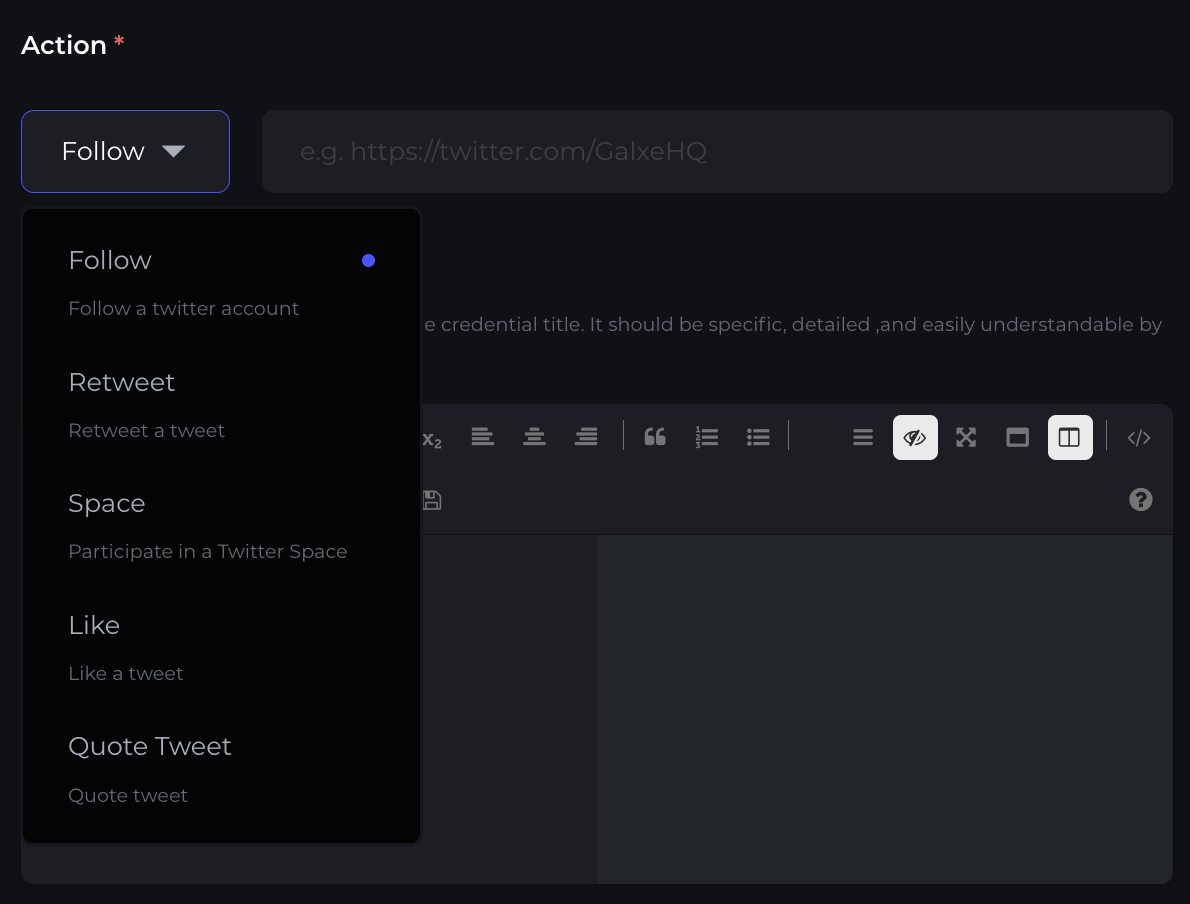 Action *
Follow
e.g. https://twitter.com/GalxeHQ
Follow
Follow a twitter account
e credential title. It should be specific, detailed ,and easily understandable by
Retweet
Retweet a tweet
x₂
Space
Participate in a Twitter Space
Like
Like a tweet
Quote Tweet
Quote tweet